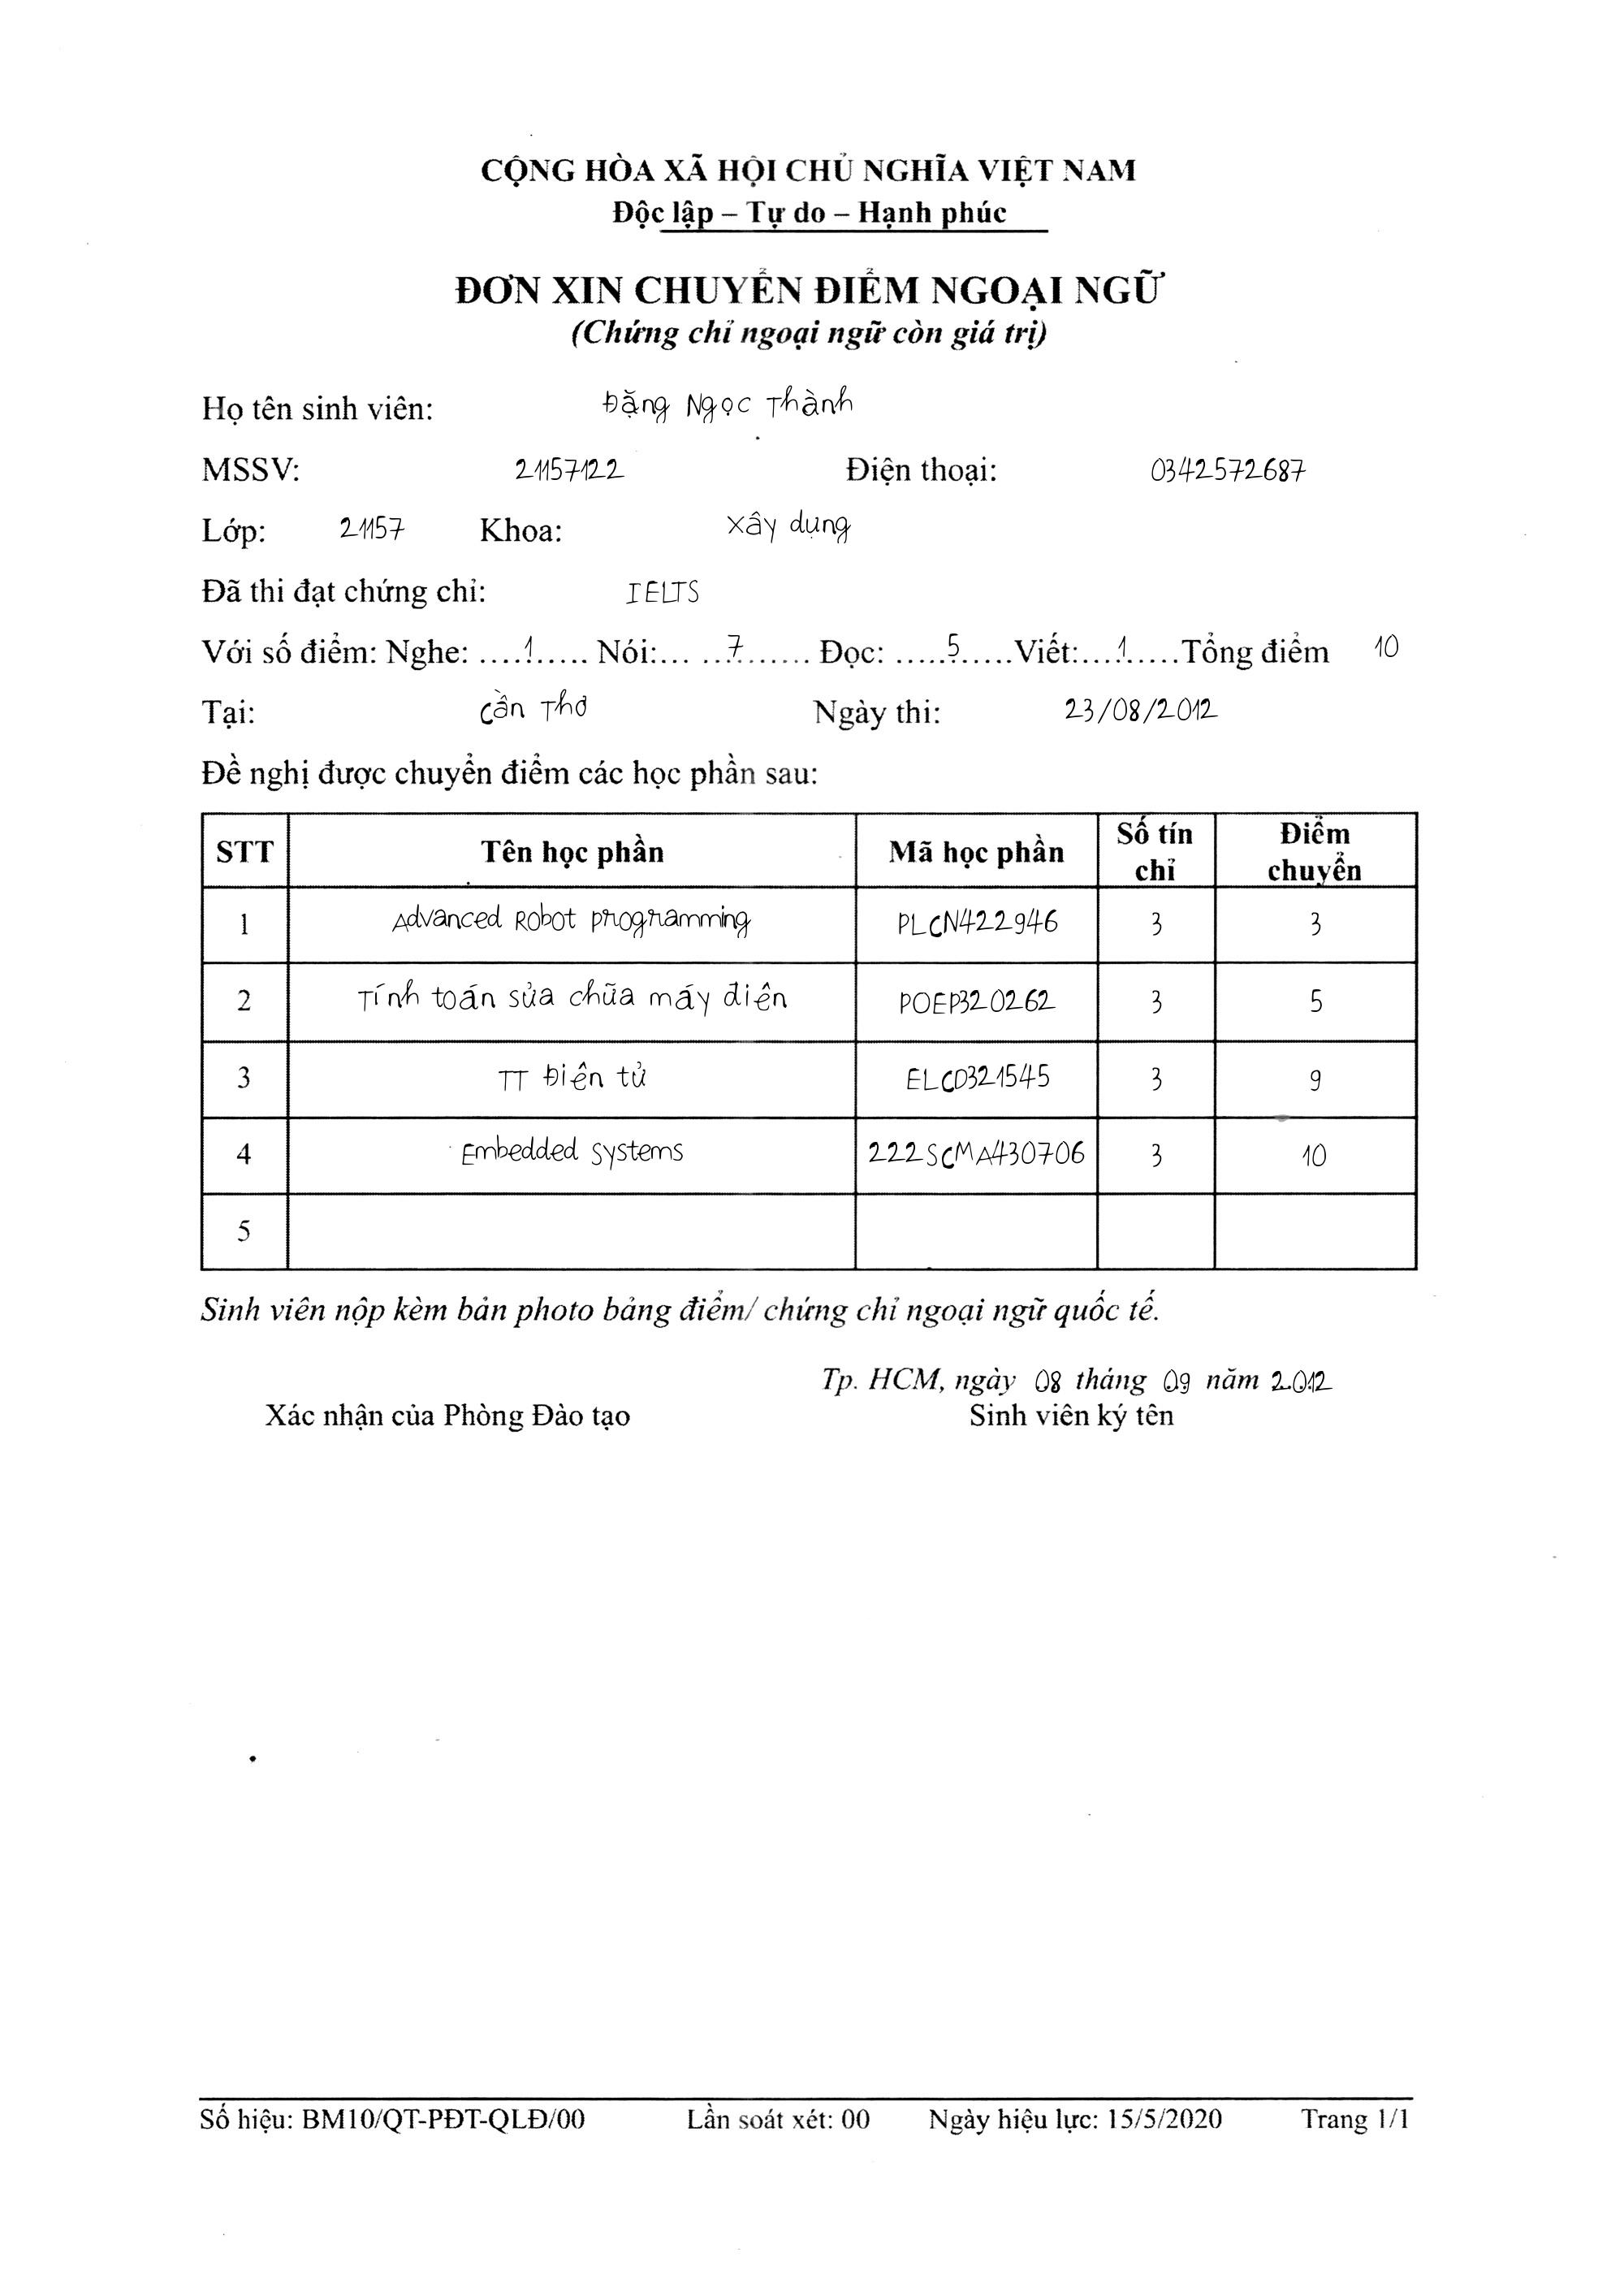 CỘNG HÒA XÃ HỘI CHỦ NGHĨA VIỆT NAM
Độc lập – Tự do – Hạnh phúc
ĐƠN XIN CHUYỂN ĐIỂM NGOẠI NGỮ
(Chứng chỉ ngoại ngữ còn giá trị)
Họ tên sinh viên: Đặng Ngọc Thành
MSSV: 21157122 Điện thoại: 0342572687
Lớp: 21157 Khoa: Xây dựng
Đã thi đạt chứng chỉ: IELTS
Với số điểm: Nghe: ....1..... Nói:... ..7....... Đọc: .....5.....Viết:....1.....Tổng điểm 10
Tại: Cần Thơ Ngày thi: 23/08/2012
Đề nghị được chuyển điểm các học phần sau:
STT Tên học phần Mã học phần Số tín chỉ Điểm chuyển
1 Advanced Robot programming PLCN422946 3 3
2 Tính toán sửa chữa máy điện POEP320262 3 5
3 TT Điện tử ELCD321545 3 9
4 Embedded Systems 222SCMA430706 3 10
5
Sinh viên nộp kèm bản photo bảng điểm/ chứng chỉ ngoại ngữ quốc tế.
Tp. HCM, ngày 08 tháng 09 năm 2012
Xác nhận của Phòng Đào tạo Sinh viên ký tên
Số hiệu: BM10/QT-PĐT-QLĐ/00 Lần soát xét: 00 Ngày hiệu lực: 15/5/2020 Trang 1/1